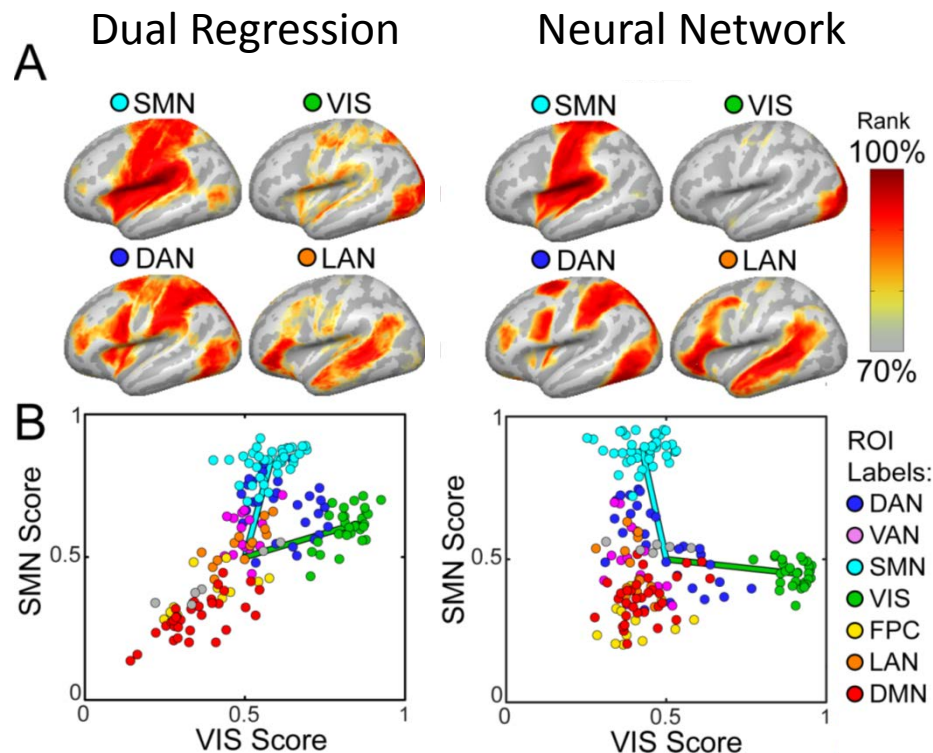 Dual Regression Neural Network
A
SMN VIS SMN VIS
Rank
100%
DAN LAN DAN LAN
70%
B
1
SMN Score
0.5
0
0.5
1
VIS Score
1
SMN Score
0.5
0
0
0.5
1
VIS Score
ROI
Labels:
DAN
VAN
SMN
VIS
FPC
LAN
DMN